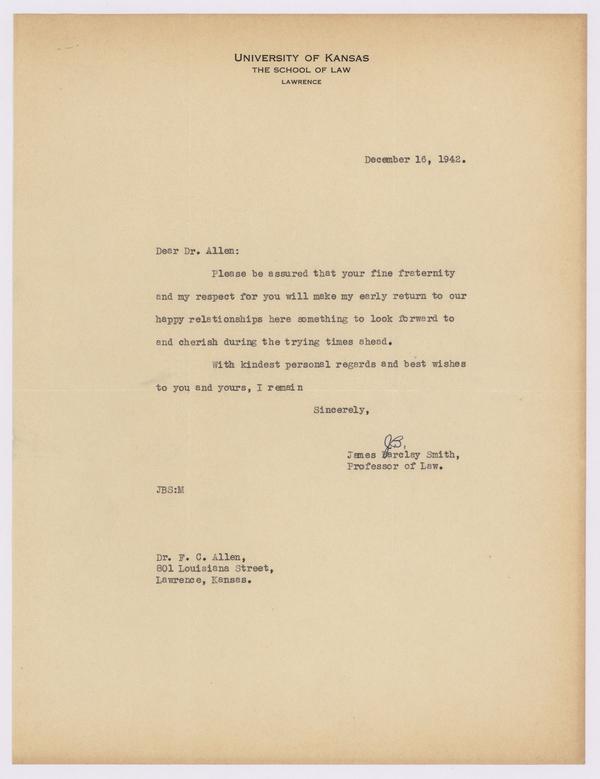 UNIVERSITY OF KANSAS
THE SCHOOL OF LAW
LAWRENCE
December 16, 1942.
Dear Dr. Allen:
Please be assured that your fine fraternity
and my respect for you will make my early return to our
happy relationships here something to look forward to
and cherish during the trying times ahead.
With kindest personal regards and best wishes
to you and yours, I remain
Sincerely,
J.B.
James Barclay Smith,
Professor of Law.
JBS:M
Dr. F. C. Allen,
801 Louisiana Street,
Lawrence, Kansas.